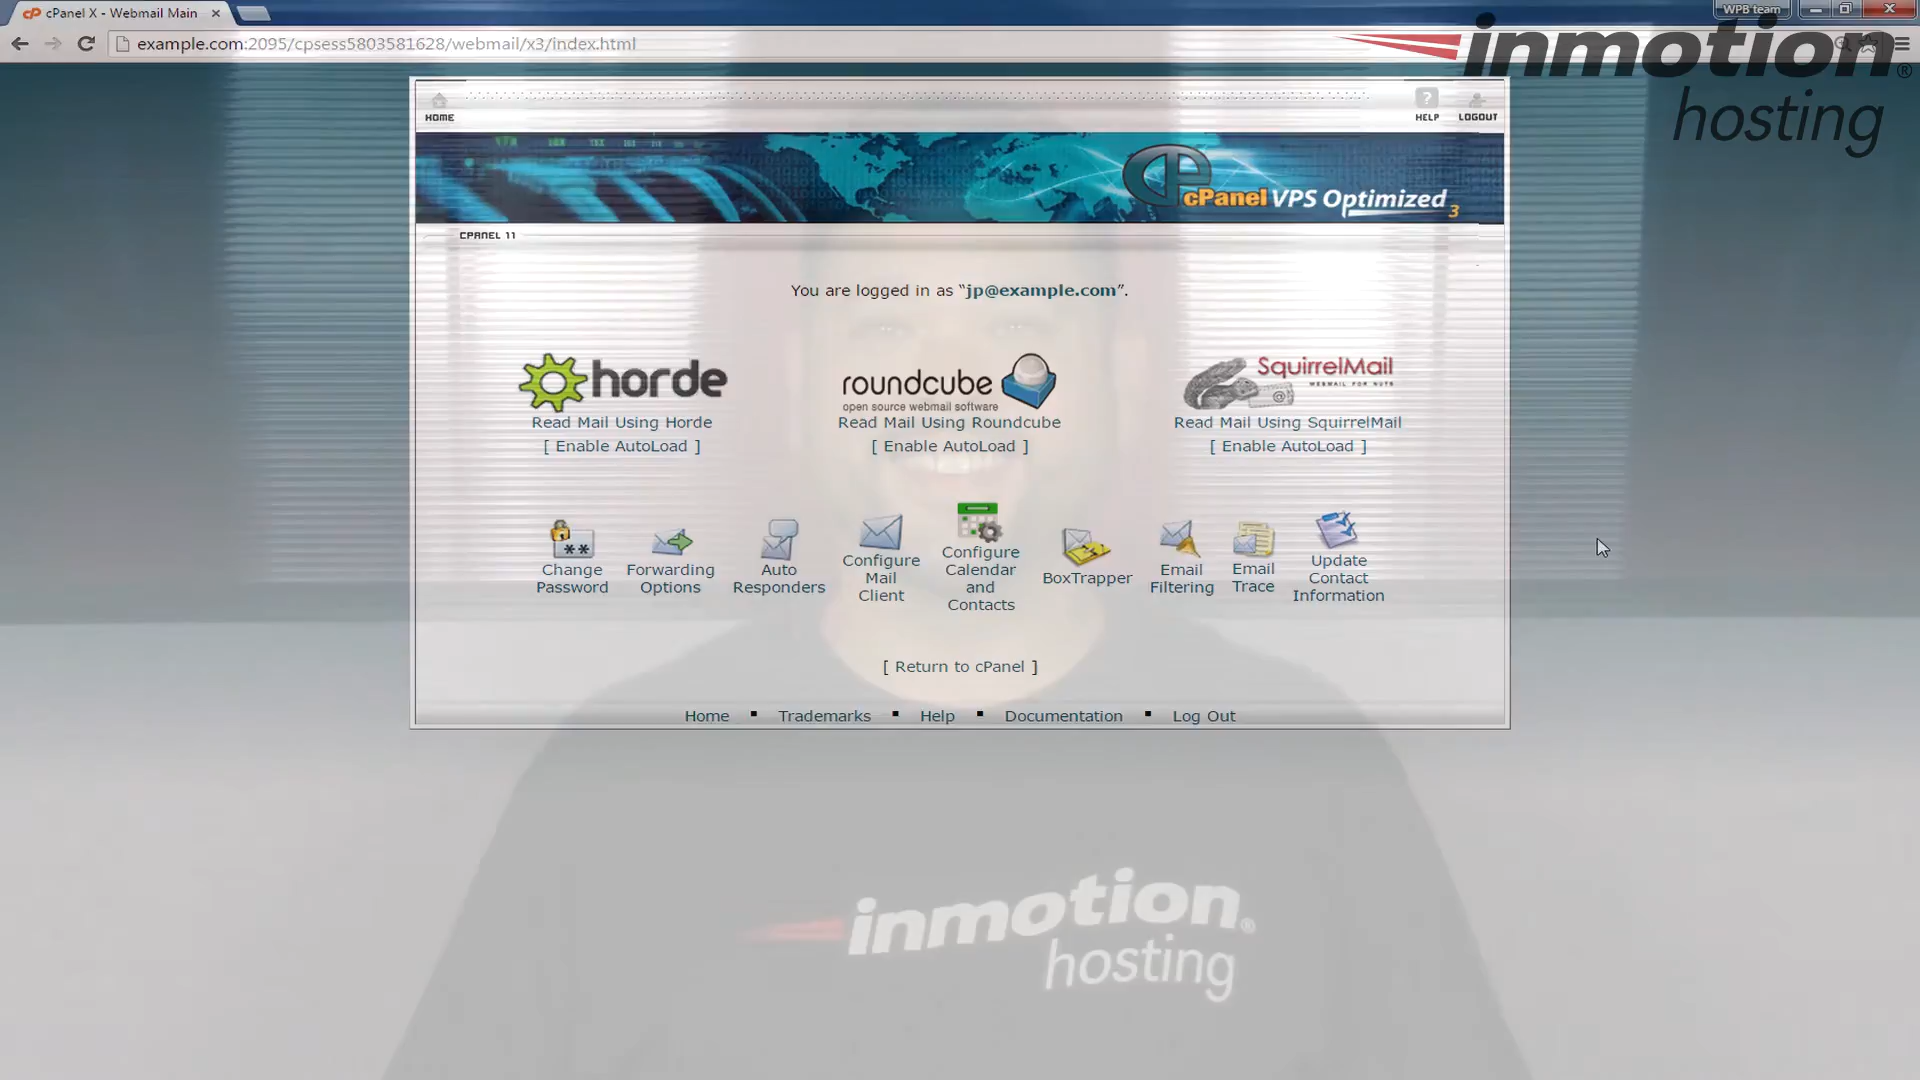 cPanel X - Webmail Main
WPB team
example.com:2095/cpsess5803581628/webmail/x3/index.html
inmotion®
hosting
HOME
HELP
LOGOUT
cP
cPanel VPS Optimized 3
CPANEL 11
You are logged in as “jp@example.com”.
horde
roundcube
open source webmail software
SquirrelMail
WEBMAIL FOR NUTS
Read Mail Using Horde
Read Mail Using Roundcube
Read Mail Using SquirrelMail
[ Enable AutoLoad ]
[ Enable AutoLoad ]
[ Enable AutoLoad ]
Change
Password
Forwarding
Options
Auto
Responders
Configure
Mail
Client
Configure
Calendar
and
Contacts
BoxTrapper
Email
Filtering
Email
Trace
Update
Contact
Information
[ Return to cPanel ]
Home ▪ Trademarks ▪ Help ▪ Documentation ▪ Log Out
inmotion®
hosting